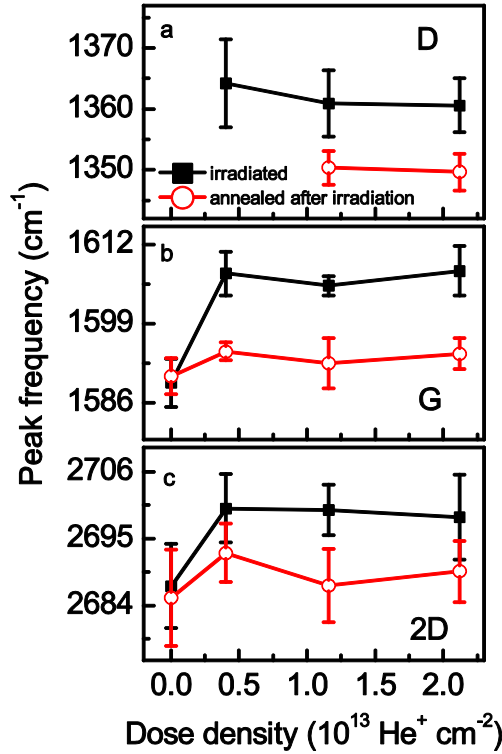 Peak frequency (cm⁻¹)
a
D
1370
1360
1350
irradiated
annealed after irradiation
b
1612
1599
1586
G
c
2706
2695
2684
2D
0.0 0.5 1.0 1.5 2.0
Dose density (10¹³ He⁺ cm⁻²)